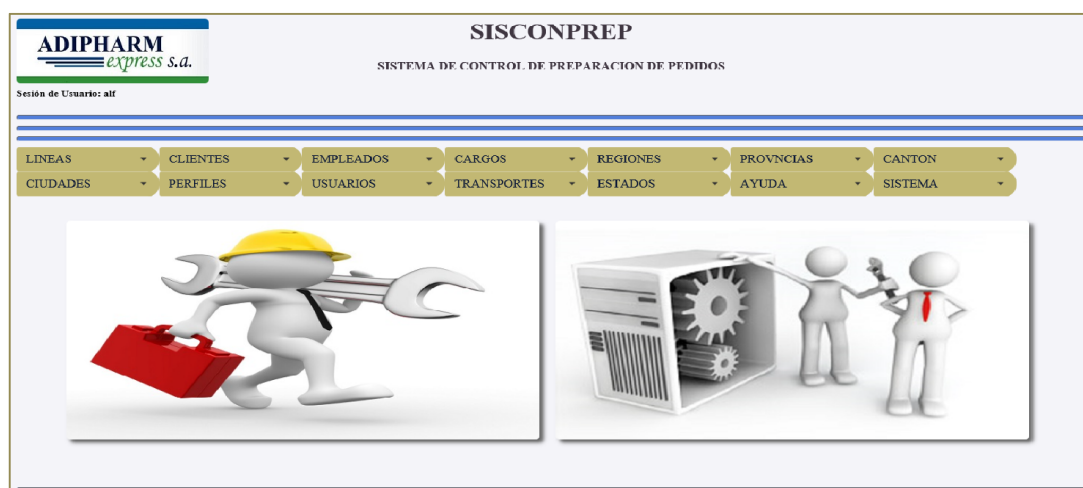 ADIPHARM
express s.a.
SISCONPREP
SISTEMA DE CONTROL DE PREPARACION DE PEDIDOS
Sesión de Usuario: alf
LINEAS CLIENTES EMPLEADOS CARGOS REGIONES PROVNCIAS CANTON
CIUDADES PERFILES USUARIOS TRANSPORTES ESTADOS AYUDA SISTEMA